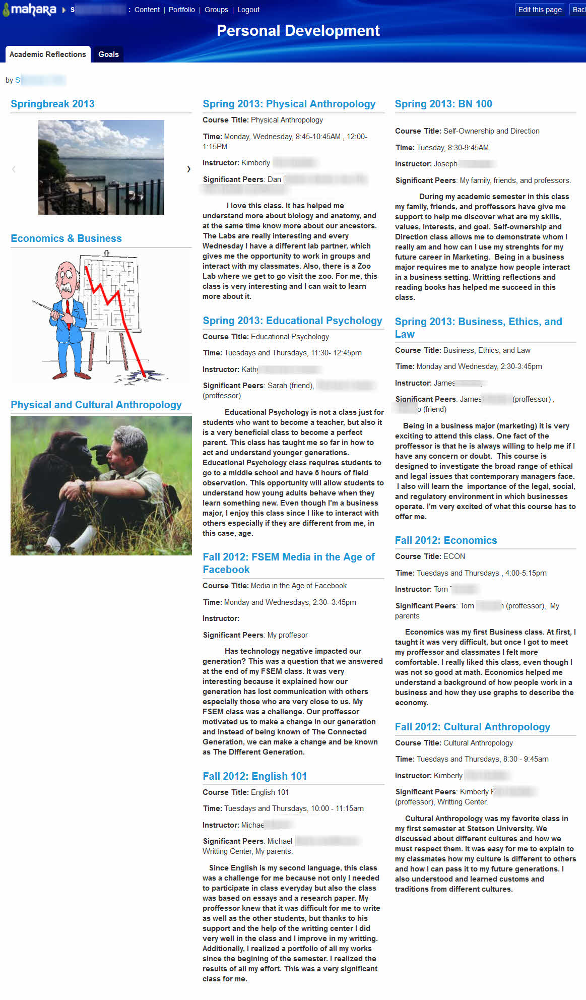 mahara
S : Content | Portfolio | Groups | Logout
Edit this page
Personal Development
Academic Reflections
Goals
by S
Springbreak 2013
Economics & Business
Physical and Cultural Anthropology
Spring 2013: Physical Anthropology
Course Title: Physical Anthropology
Time: Monday, Wednesday, 8:45-10:45AM , 12:00-
1:15PM
Instructor: Kimberly
Significant Peers: Dan
I love this class. It has helped me
understand more about biology and anatomy, and
at the same time know more about our ancestors.
The Labs are really interesting and every
Wednesday I have a different lab partner, which
gives me the opportunity to work in groups and
interact with my classmates. Also, there is a Zoo
Lab where we get to go visit the zoo. For me, this
class is very interesting and I can wait to learn
more about it.
Spring 2013: Educational Psychology
Course Title: Educational Psychology
Time: Tuesdays and Thursdays, 11:30- 12:45pm
Instructor: Kathy
Significant Peers: Sarah (friend),
(proffessor)
Educational Psychology is not a class just for
students who want to become a teacher, but also it
is a very beneficial class to become a perfect
parent. This class has taught me so far in how to
act and understand younger generations.
Educational Psychology class requires students to
go to a middle school and have 5 hours of field
observation. This opportunity will allow students to
understand how young adults behave when they
learn something new. Even though I'm a business
major, I enjoy this class since I like to interact with
others especially if they are different from me, in
this case, age.
Fall 2012: FSEM Media in the Age of
Facebook
Course Title: Media in the Age of Facebook
Time: Monday and Wednesdays, 2:30- 3:45pm
Instructor:
Significant Peers: My proffesor
Has technology negative impacted our
generation? This was a question that we answered
at the end of my FSEM class. It was very
interesting because it explained how our
generation has lost communication with others
especially those who are very close to us. My
FSEM class was a challenge. Our proffessor
motivated us to make a change in our generation
and instead of being known of The Connected
Generation, we can make a change and be known
as The DIfferent Generation.
Fall 2012: English 101
Course Title: English 101
Time: Tuesdays and Thursdays, 10:00 - 11:15am
Instructor: Michae
Significant Peers: Michael
Writting Center, My parents.
Since English is my second language, this class
was a challenge for me because not only I needed
to participate in class everyday but also the class
was based on essays and a research paper. My
proffessor knew that it was difficult for me to write
as well as the other students, but thanks to his
support and the help of the writting center I did
very well in the class and I improve in my writting.
Additionally, I realized a portfolio of all my works
since the begining of the semester. I realized the
results of all my effort. This was a very significant
class for me.
Spring 2013: BN 100
Course Title: Self-Ownership and Direction
Time: Tuesday, 8:30-9:45AM
Instructor: Joseph
Significant Peers: My family, friends, and professors.
During my academic semester in this class
my family, friends, and proffessors have give me
support to help me discover what are my skills,
values, interests, and goal. Self-ownership and
Direction class allows me to demonstrate whom I
really am and how can I use my strenghts for my
future career in Marketing. Being in a business
major requires me to analyze how people interact
in a business setting. Writting reflections and
reading books has helped me succeed in this
class.
Spring 2013: Business, Ethics, and
Law
Course Title: Business, Ethics, and Law
Time: Monday and Wednesday, 2:30-3:45pm
Instructor: James
Significant Peers: James (proffessor) ,
(friend)
Being in a business major (marketing) it is very
exciting to attend this class. One fact of the
proffessor is that he is always willing to help me if I
have any concern or doubt. This course is
designed to investigate the broad range of ethical
and legal issues that contemporary managers face.
I also will learn the importance of the legal, social,
and regulatory environment in which businesses
operate. I'm very excited of what this course has to
offer me.
Fall 2012: Economics
Course Title: ECON
Time: Tuesdays and Thursdays , 4:00-5:15pm
Instructor: Tom
Significant Peers: Tom (proffessor), My
parents
Economics was my first Business class. At first, I
taught it was very difficult, but once I got to meet
my proffessor and classmates I felt more
comfortable. I really liked this class, even though I
was not so good at math. Economics helped me
understand a background of how people work in a
business and how they use graphs to describe the
economy.
Fall 2012: Cultural Anthropology
Course Title: Cultural Anthropology
Time: Tuesdays and Thursdays, 8:30 - 9:45am
Instructor: Kimberly
Significant Peers: Kimberly
(proffessor), Writting Center.
Cultural Anthropology was my favorite class in
my first semester at Stetson University. We
discussed about different cultures and how we
must respect them. It was easy for me to explain to
my classmates how my culture is different to others
and how I can pass it to my future generations. I
also understood and learned customs and
traditions from different cultures.